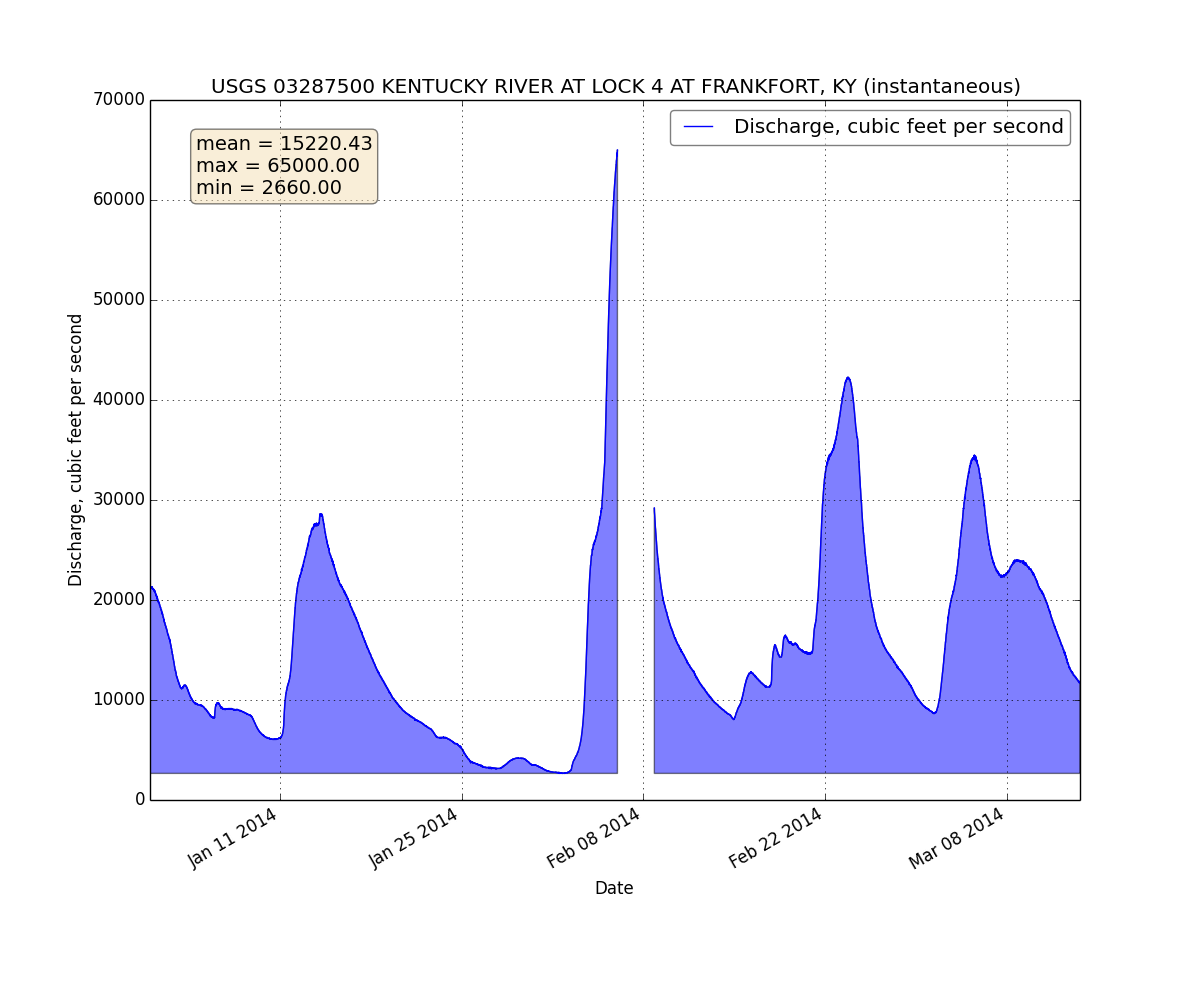 USGS 03287500 KENTUCKY RIVER AT LOCK 4 AT FRANKFORT, KY (instantaneous)
70000
60000
50000
40000
30000
20000
10000
0
Discharge, cubic feet per second
mean = 15220.43
max = 65000.00
min = 2660.00
Discharge, cubic feet per second
Jan 11 2014
Jan 25 2014
Feb 08 2014
Feb 22 2014
Mar 08 2014
Date